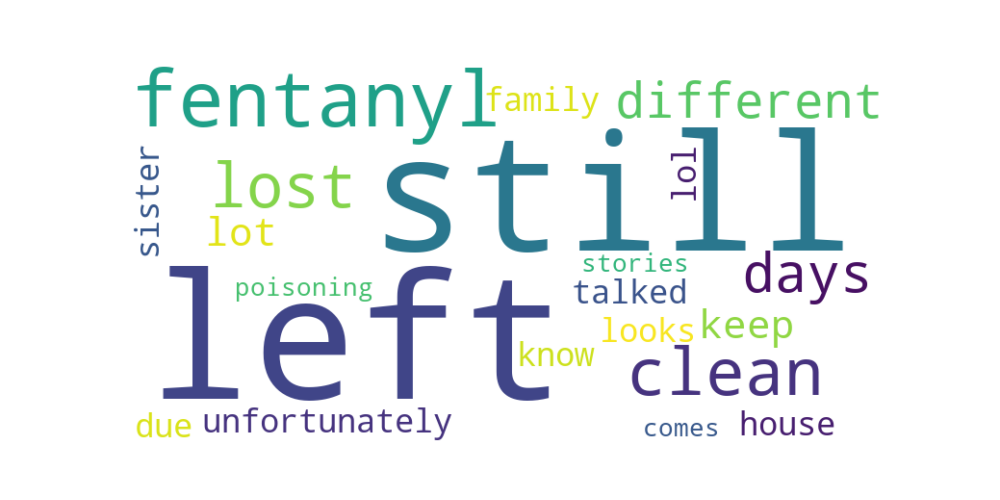 fentanyl
family
different
still
lol
sister
lost
lot
left
poisoning
stories
days
talked
looks
keep
know
clean
due
unfortunately
comes
house